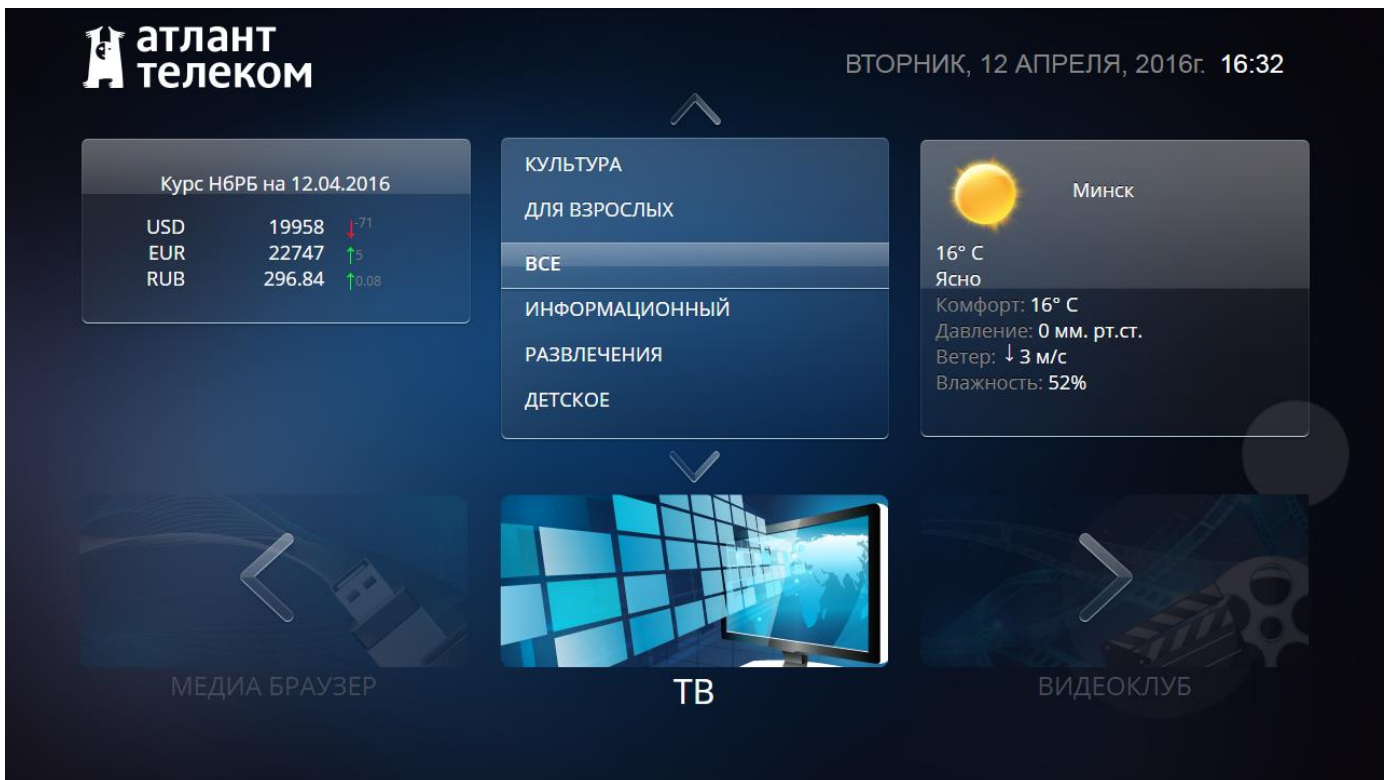 атлант
телеком
ВТОРНИК, 12 АПРЕЛЯ, 2016г. 16:32
Курс НбРБ на 12.04.2016
USD 19958 ↓-71
EUR 22747 ↑5
RUB 296.84 ↑0.08
КУЛЬТУРА
ДЛЯ ВЗРОСЛЫХ
ВСЕ
ИНФОРМАЦИОННЫЙ
РАЗВЛЕЧЕНИЯ
ДЕТСКОЕ
Минск
16° C
Ясно
Комфорт: 16° C
Давление: 0 мм. рт.ст.
Ветер: ↓ 3 м/с
Влажность: 52%
МЕДИА БРАУЗЕР
ТВ
ВИДЕОКЛУБ